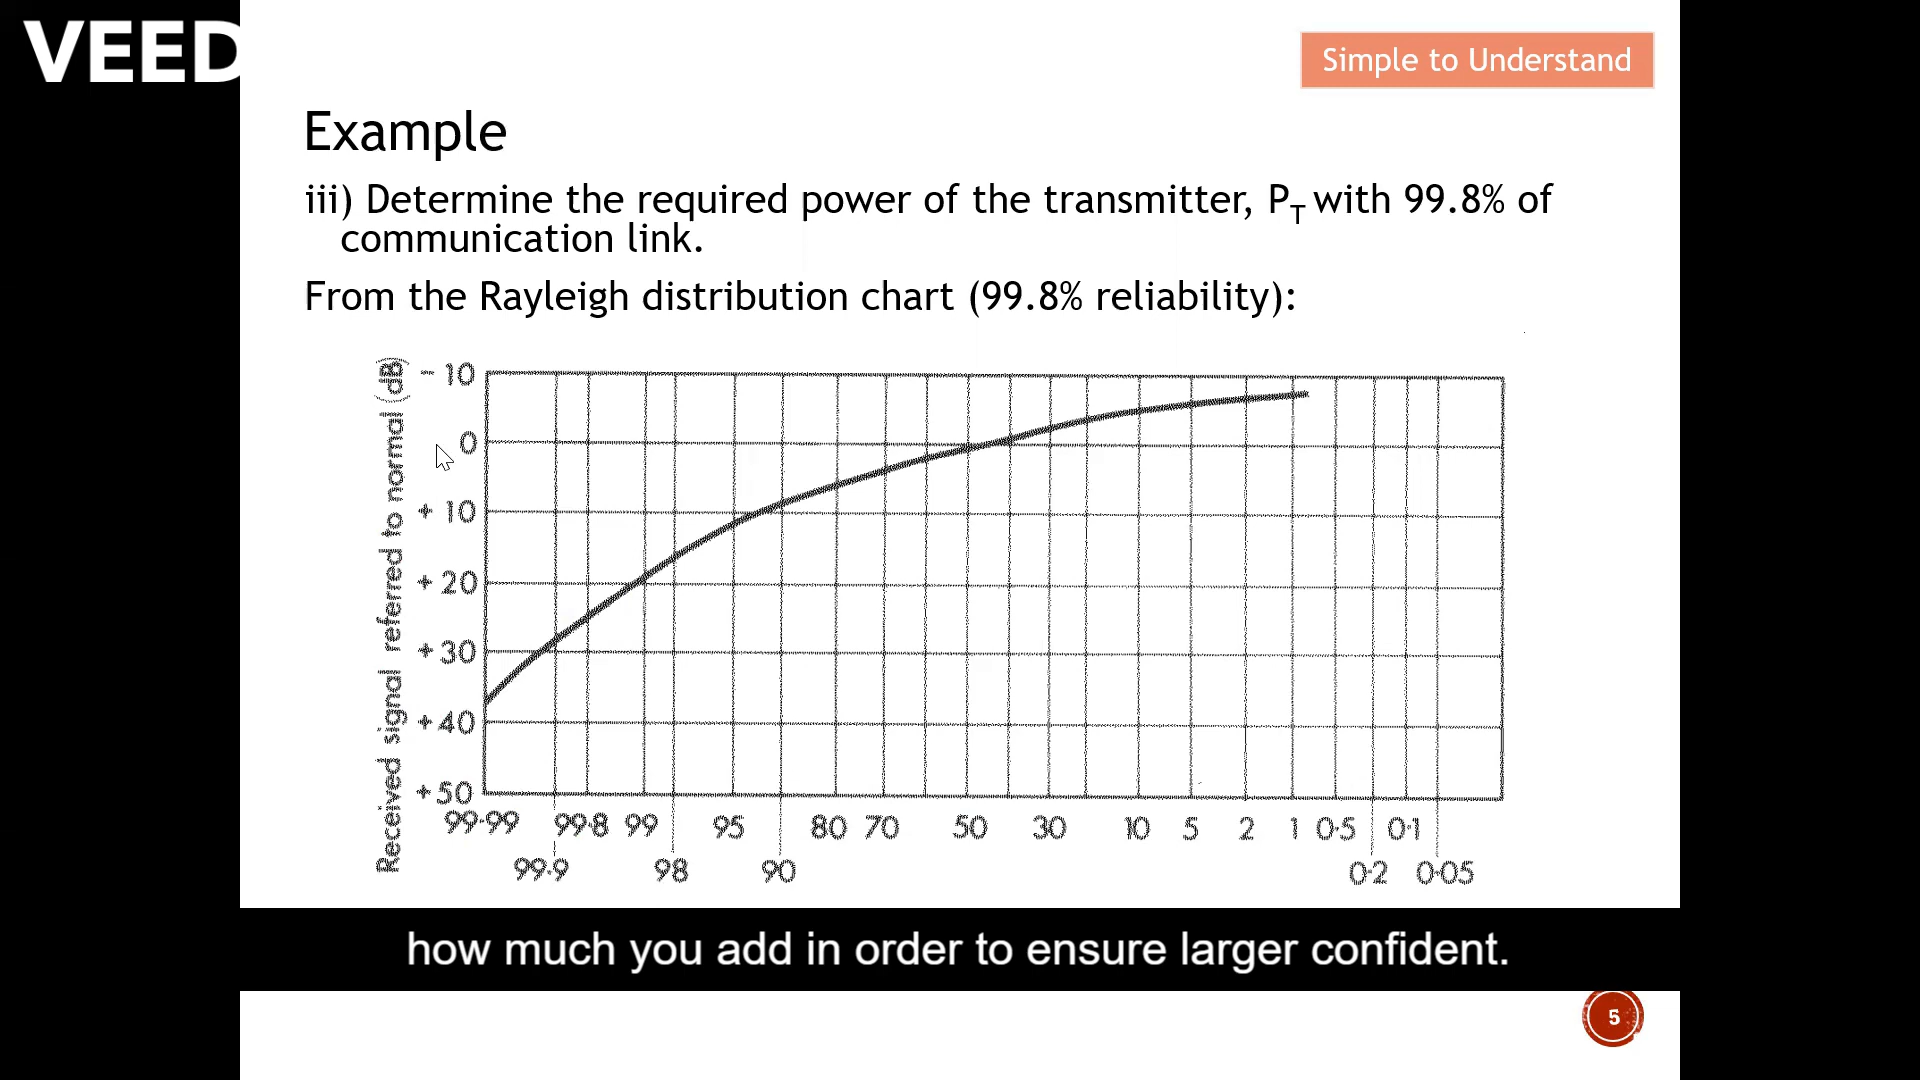 VEED
Simple to Understand
Example
iii) Determine the required power of the transmitter, PT with 99.8% of
communication link.
From the Rayleigh distribution chart (99.8% reliability):
Received signal referred to normal (dB)
- 10
0
+ 10
+ 20
+ 30
+ 40
+ 50
99·99 99·8 99 95 80 70 50 30 10 5 2 1 0·5 0·1
99·9 98 90 0·2 0·05
how much you add in order to ensure larger confident.
5